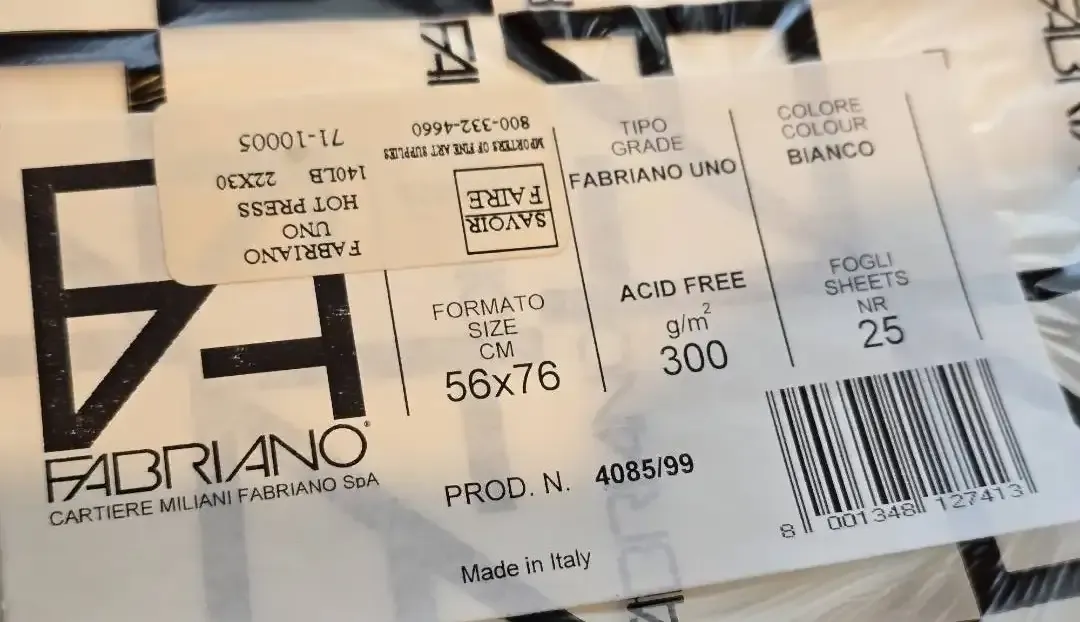 FABRIANO
UNO
HOT PRESS
140LB 22X30
71-10005
SAVOIR
FAIRE
IMPORTERS OF FINE ART SUPPLIES
800-332-4660
TIPO
GRADE
FABRIANO UNO
COLORE
COLOUR
BIANCO
FORMATO
SIZE
CM
56x76
ACID FREE
g/m²
300
FOGLI
SHEETS
NR
25
FABRIANO®
CARTIERE MILIANI FABRIANO SpA
PROD. N. 4085/99
Made in Italy
8 001348 127413